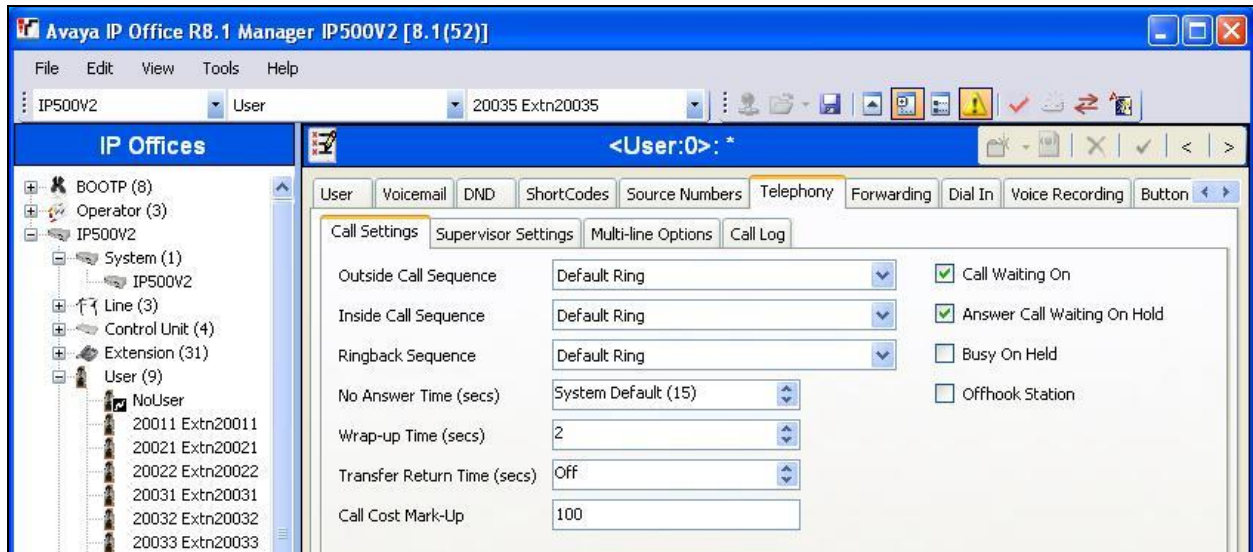 Avaya IP Office R8.1 Manager IP500V2 [8.1(52)]
File Edit View Tools Help
IP500V2 User 20035 Extn20035
IP Offices
<User:0>: *
BOOTP (8)
Operator (3)
IP500V2
System (1)
IP500V2
Line (3)
Control Unit (4)
Extension (31)
User (9)
NoUser
20011 Extn20011
20021 Extn20021
20022 Extn20022
20031 Extn20031
20032 Extn20032
20033 Extn20033
User Voicemail DND ShortCodes Source Numbers Telephony Forwarding Dial In Voice Recording Button
Call Settings Supervisor Settings Multi-line Options Call Log
Outside Call Sequence Default Ring Call Waiting On
Inside Call Sequence Default Ring Answer Call Waiting On Hold
Ringback Sequence Default Ring Busy On Held
No Answer Time (secs) System Default (15) Offhook Station
Wrap-up Time (secs) 2
Transfer Return Time (secs) Off
Call Cost Mark-Up 100